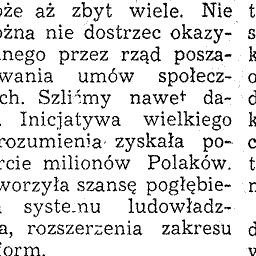 oże aż zbyt wiele. Nie
ożna nie dostrzec okazy-
nego przez rząd posza-
wania umów społecz-
ch. Szliśmy nawet da-
. Inicjatywa wielkiego
rozumienia zyskała po-
rcie milionów Polaków.
worzyła szansę pogłębie-
systemu ludowładz-
a, rozszerzenia zakresu
form.